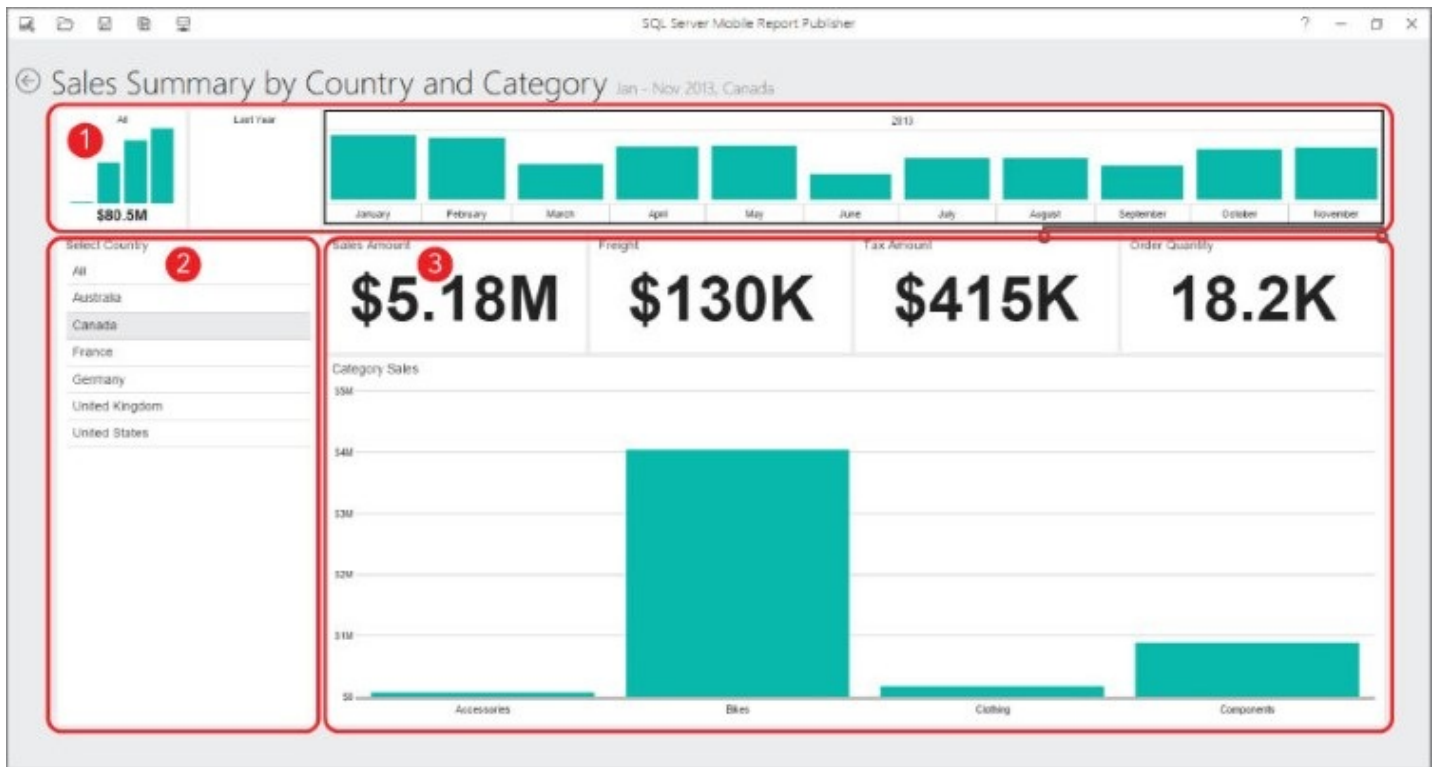 SQL Server Mobile Report Publisher
?
Sales Summary by Country and Category Jan - Nov 2013, Canada
All Last Year 2013
1
$80.5M
January February March April May June July August September October November
Select Country
2
All
Australia
Canada
France
Germany
United Kingdom
United States
Sales Amount Freight Tax Amount Order Quantity
3
$5.18M $130K $415K 18.2K
Category Sales
$5M
$4M
$3M
$2M
$1M
$0
Accessories Bikes Clothing Components